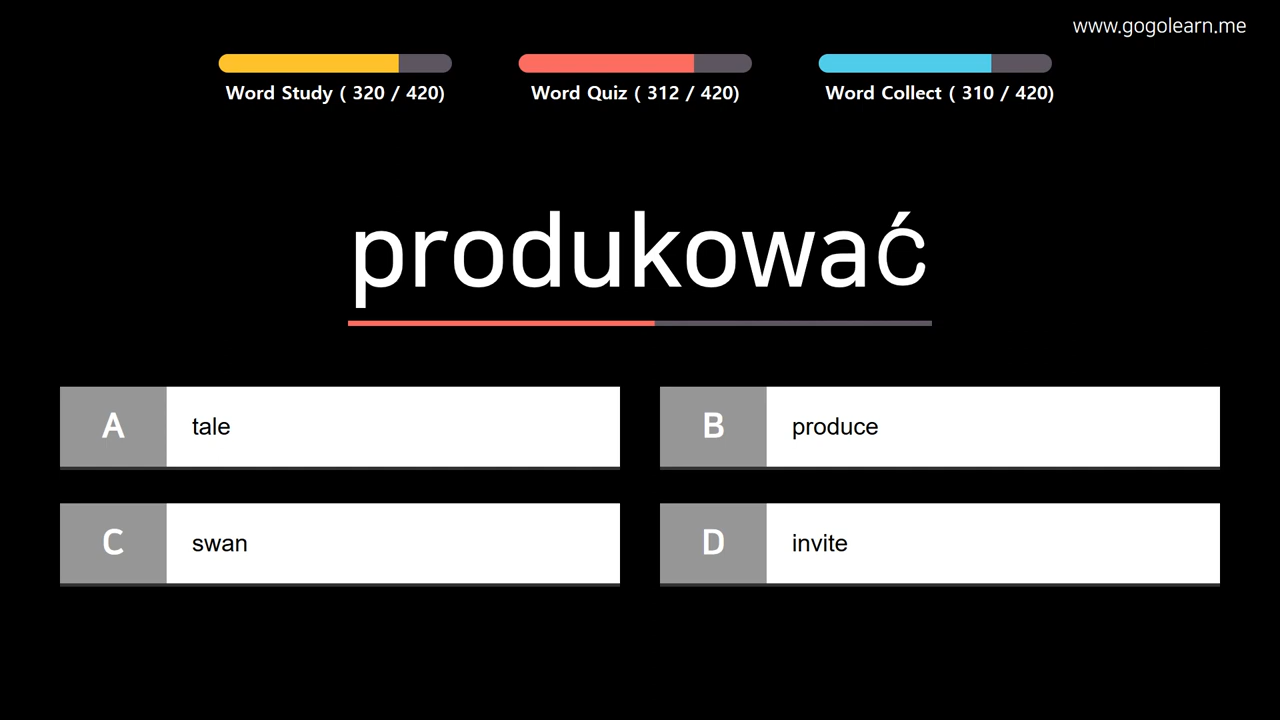 www.gogolearn.me
Word Study ( 320 / 420)
Word Quiz ( 312 / 420)
Word Collect ( 310 / 420)
produkować
A
tale
B
produce
C
swan
D
invite